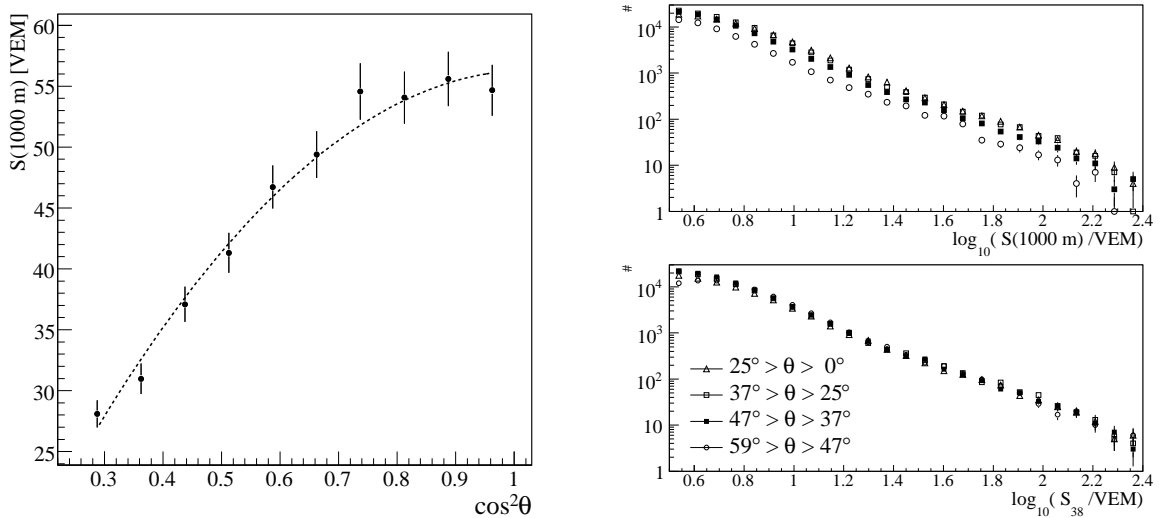 S(1000 m) [VEM]
60
55
50
45
40
35
30
25
0.3 0.4 0.5 0.6 0.7 0.8 0.9 1
cos²θ
#
10⁴
10³
10²
10
1
0.6 0.8 1 1.2 1.4 1.6 1.8 2 2.2 2.4
log₁₀( S(1000 m) /VEM)
#
10⁴
10³
10²
10
1
25° > θ > 0°
37° > θ > 25°
47° > θ > 37°
59° > θ > 47°
0.6 0.8 1 1.2 1.4 1.6 1.8 2 2.2 2.4
log₁₀( S₃₈ /VEM)